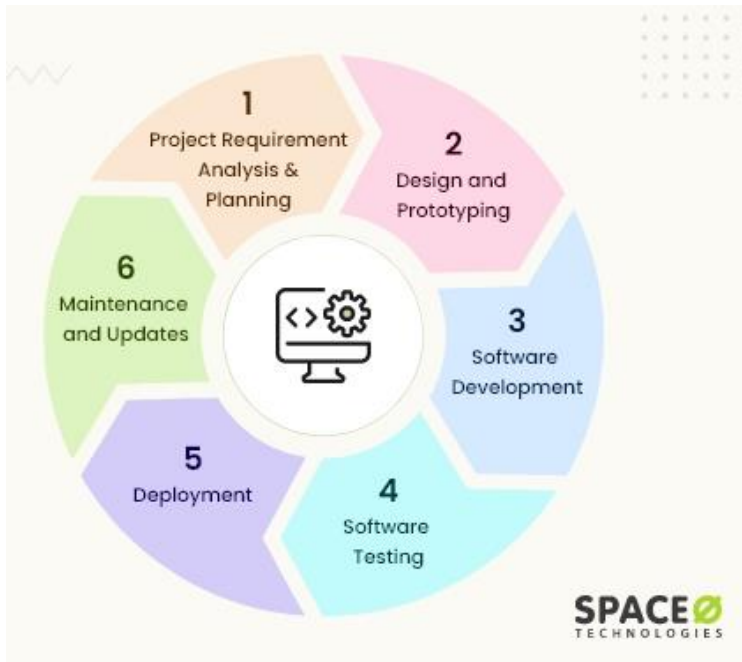 1
Project Requirement
Analysis &
Planning
2
Design and
Prototyping
3
Software
Development
4
Software
Testing
5
Deployment
6
Maintenance
and Updates
< >
SPACEØ
TECHNOLOGIES